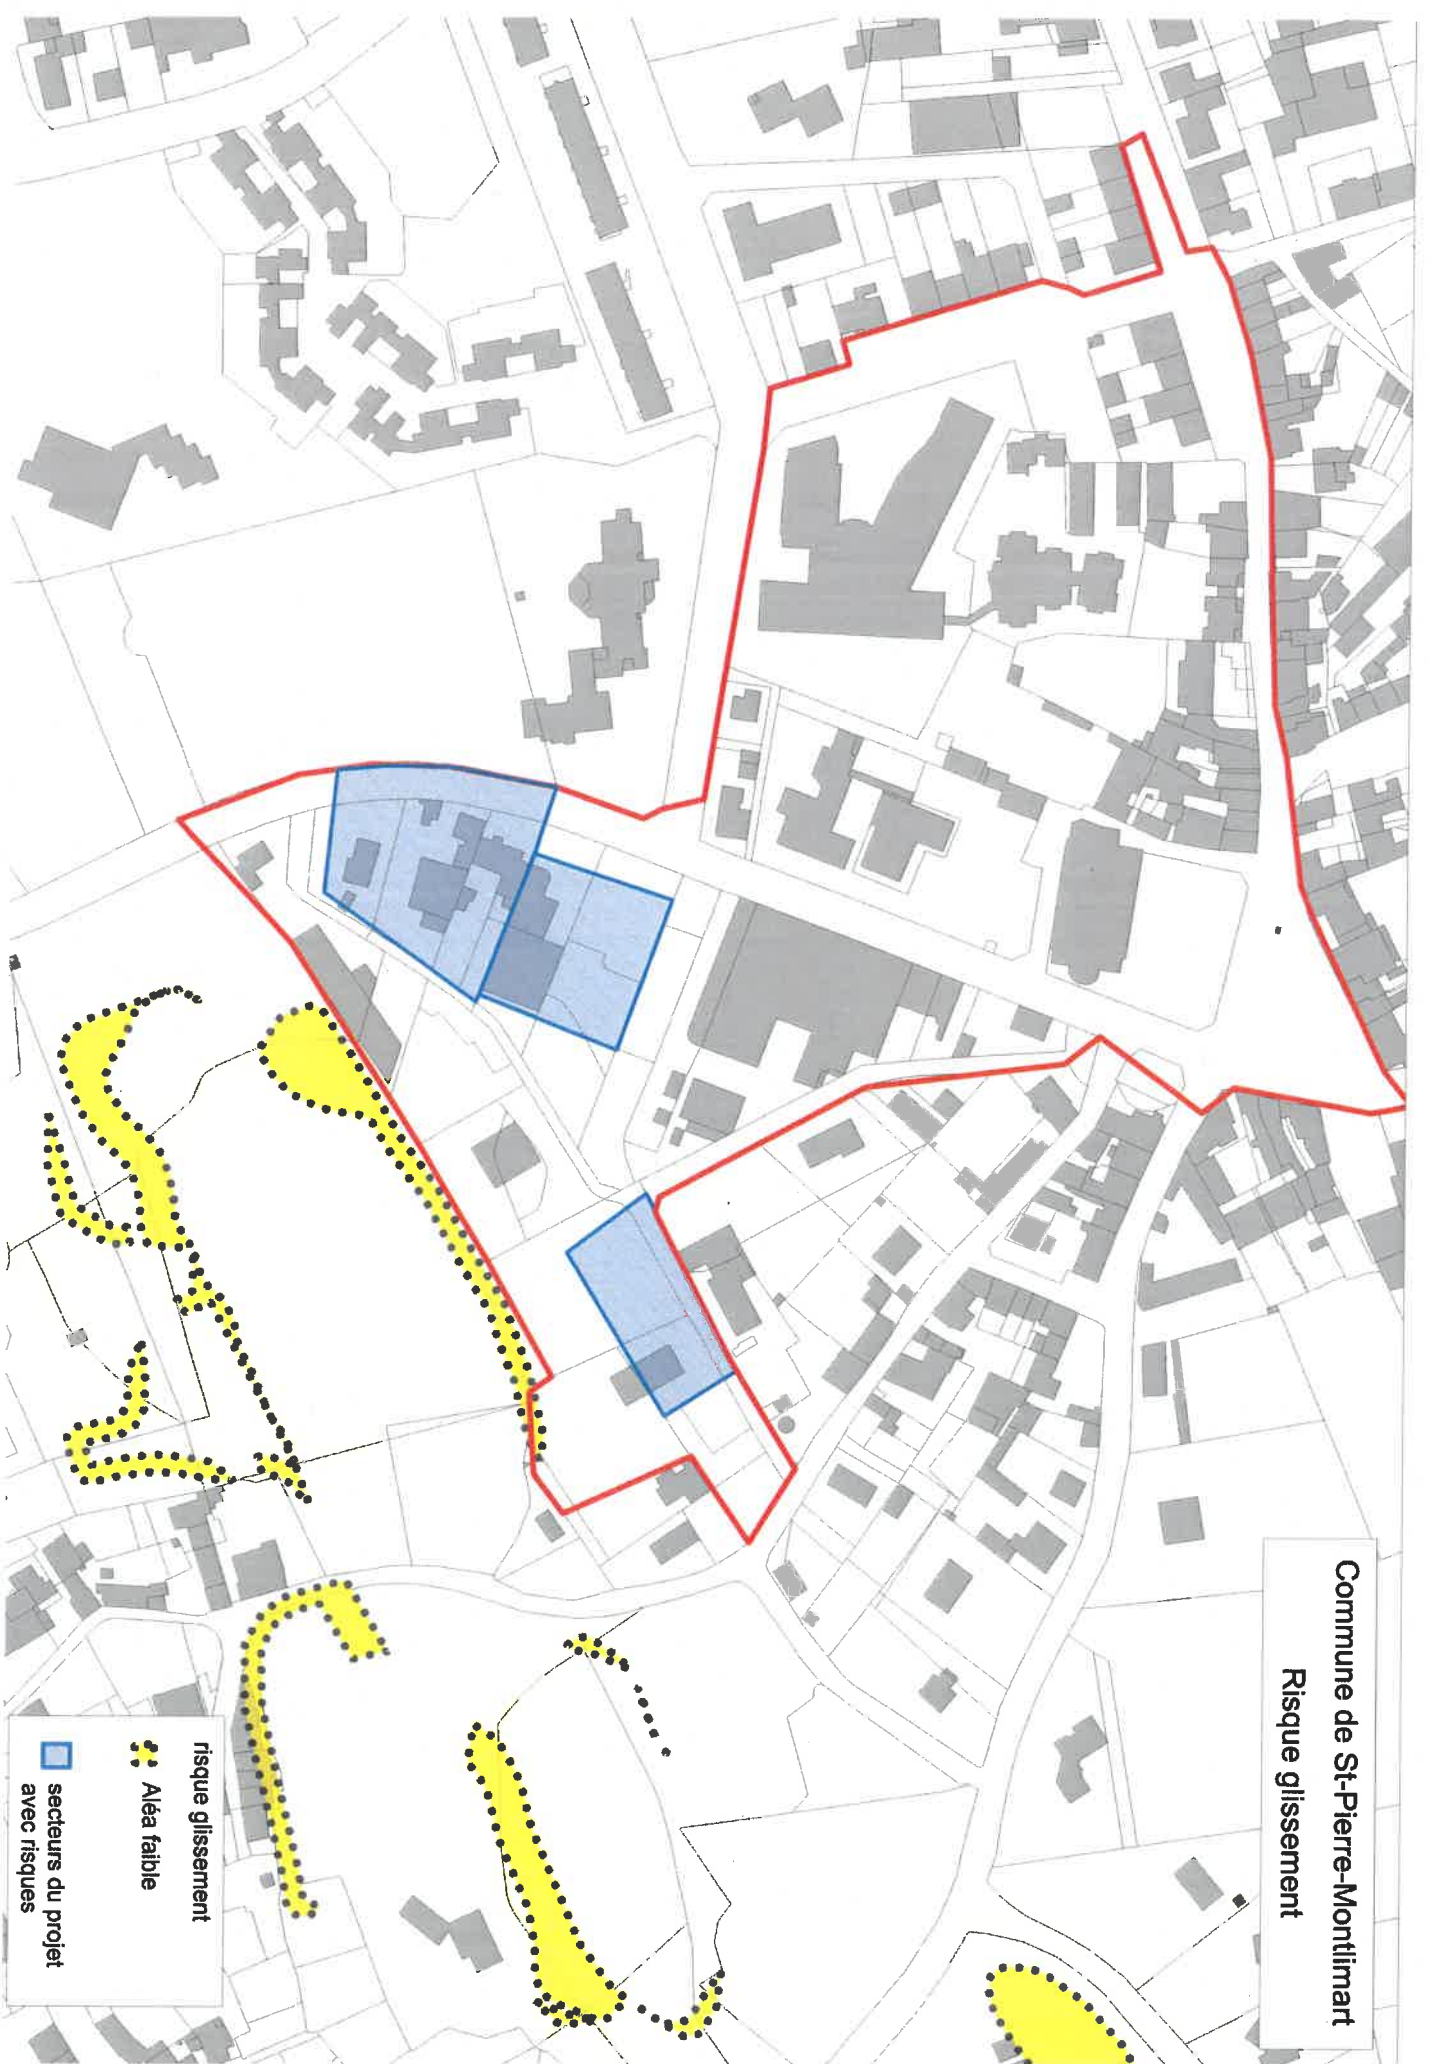 Commune de St-Pierre-Montlimart
Risque glissement
risque glissement
Aléa faible
secteurs du projet
avec risques